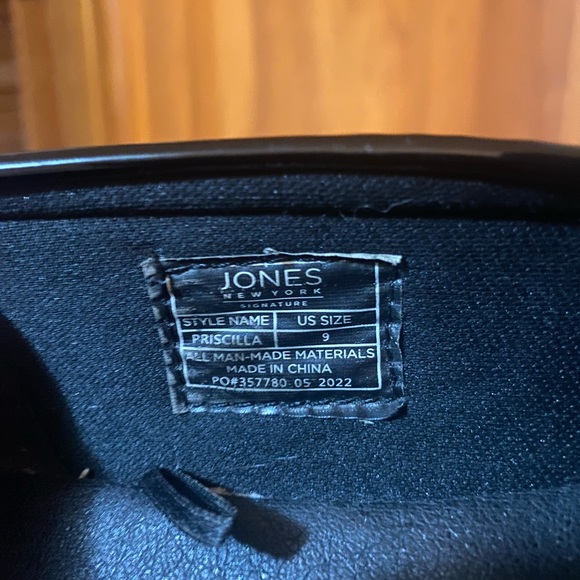 JONES
NEW YORK
SIGNATURE
STYLE NAME US SIZE
PRISCILLA 9
ALL MAN-MADE MATERIALS
MADE IN CHINA
PO#357780 05 2022